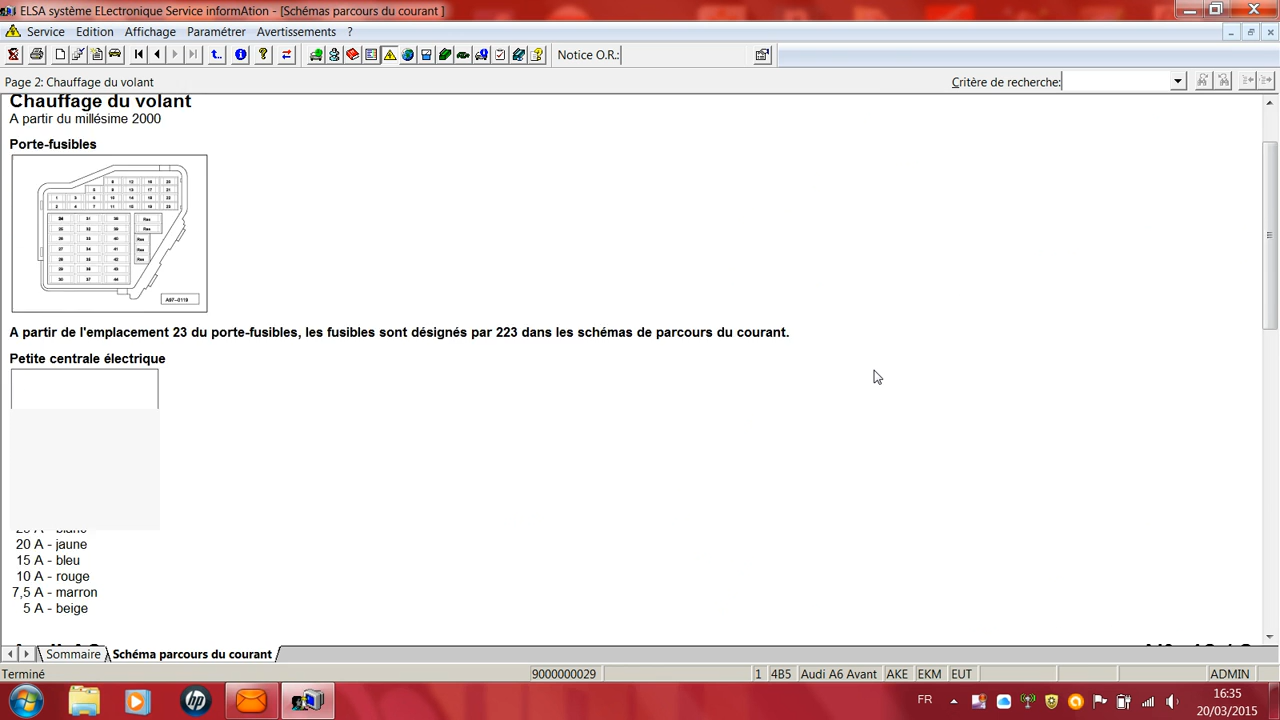 ELSA système ELectronique Service informAtion - [Schémas parcours du courant ]
Service Edition Affichage Paramétrer Avertissements ?
Notice O.R.:
Page 2: Chauffage du volant
Critère de recherche:
Chauffage du volant
A partir du millésime 2000
Porte-fusibles
A97-0119
A partir de l'emplacement 23 du porte-fusibles, les fusibles sont désignés par 223 dans les schémas de parcours du courant.
Petite centrale électrique
20 A - jaune
15 A - bleu
10 A - rouge
7,5 A - marron
5 A - beige
Sommaire Schéma parcours du courant
Terminé 9000000029 1 4B5 Audi A6 Avant AKE EKM EUT ADMIN
FR 16:35
20/03/2015